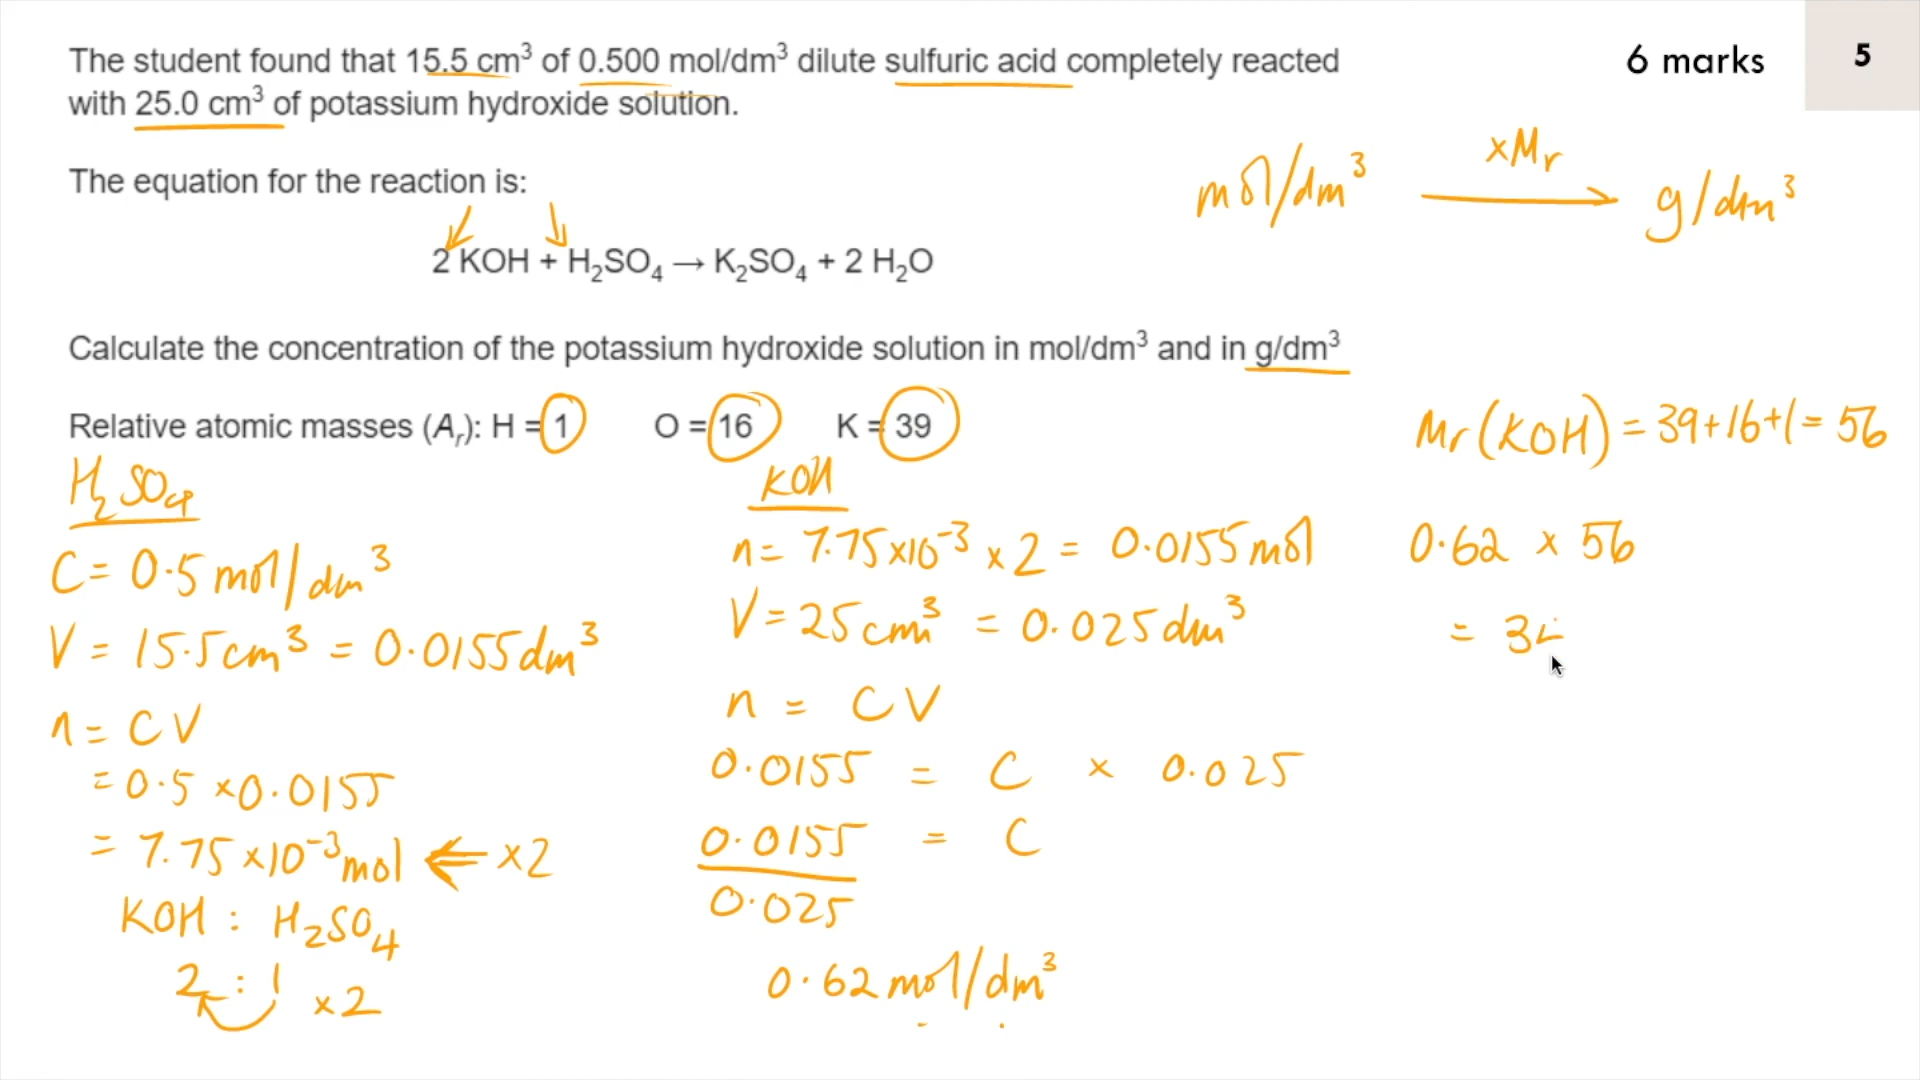 The student found that 15.5 cm³ of 0.500 mol/dm³ dilute sulfuric acid completely reacted
with 25.0 cm³ of potassium hydroxide solution.
6 marks
5
The equation for the reaction is:
2 KOH + H₂SO₄ → K₂SO₄ + 2 H₂O
mol/dm³ ×Mr → g/dm³
Calculate the concentration of the potassium hydroxide solution in mol/dm³ and in g/dm³
Relative atomic masses (Aᵣ): H = 1 O = 16 K = 39
Mr(KOH) = 39+16+1 = 56
H₂SO₄
C = 0.5 mol/dm³
V = 15.5cm³ = 0.0155dm³
n = CV
= 0.5 × 0.0155
= 7.75×10⁻³ mol ← ×2
KOH : H₂SO₄
2 : 1 ×2
KOH
n = 7.75×10⁻³ × 2 = 0.0155 mol
V = 25cm³ = 0.025dm³
n = CV
0.0155 = C × 0.025
0.0155 = C
0.025
0.62 mol/dm³
0.62 × 56
= 3